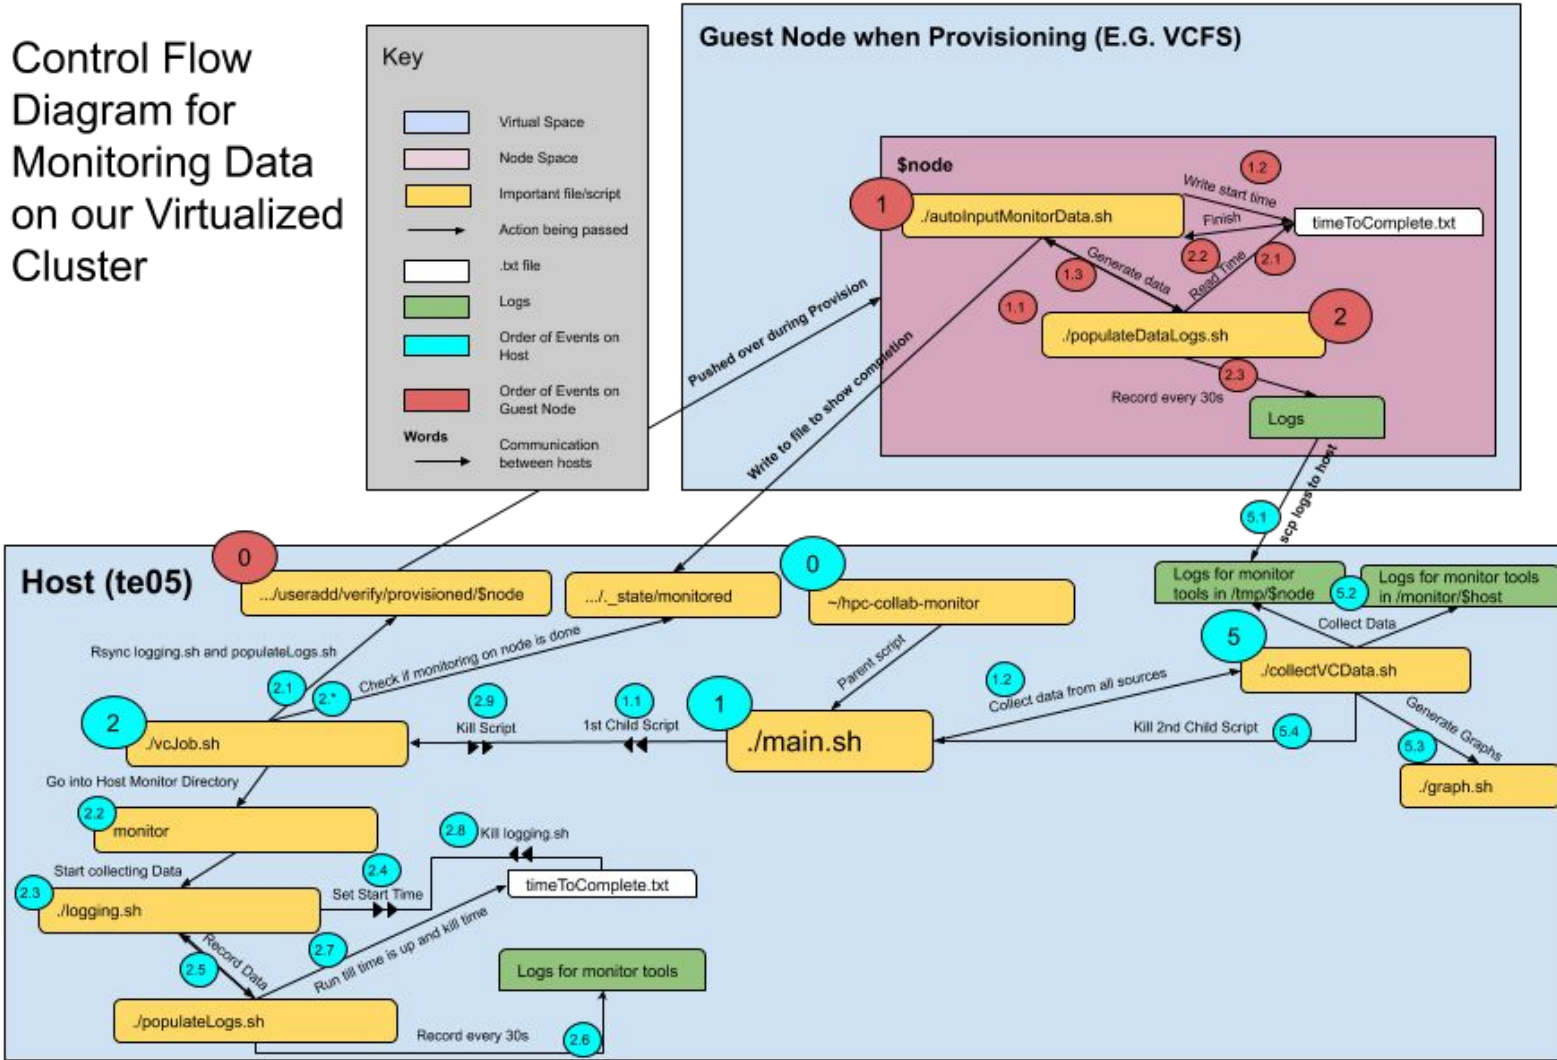 Control Flow
Diagram for
Monitoring Data
on our Virtualized
Cluster
Key
Virtual Space
Node Space
Important file/script
Action being passed
.txt file
Logs
Order of Events on
Host
Order of Events on
Guest Node
Words
Communication
between hosts
Guest Node when Provisioning (E.G. VCFS)
$node
1
./autoInputMonitorData.sh
1.2
Write start time
timeToComplete.txt
Finish
2.2
2.1
Read Time
Generate data
1.3
1.1
./populateDataLogs.sh
2
2.3
Record every 30s
Logs
Pushed over during Provision
Write to file to show completion
scp logs to host
5.1
Host (te05)
0
.../useradd/verify/provisioned/$node
.../._state/monitored
0
~/hpc-collab-monitor
Logs for monitor
tools in /tmp/$node
5.2
Logs for monitor tools
in /monitor/$host
Collect Data
5
./collectVCData.sh
Rsync logging.sh and populateLogs.sh
2.1
2.*
Check if monitoring on node is done
Parent script
1.2
Collect data from all sources
2
./vcJob.sh
2.9
Kill Script
1.1
1st Child Script
1
./main.sh
Kill 2nd Child Script
5.4
Generate Graphs
5.3
./graph.sh
Go into Host Monitor Directory
2.2
monitor
Start collecting Data
2.3
./logging.sh
2.4
Set Start Time
2.8
Kill logging.sh
timeToComplete.txt
Record Data
2.5
2.7
Run till time is up and kill time
./populateLogs.sh
Logs for monitor tools
Record every 30s
2.6